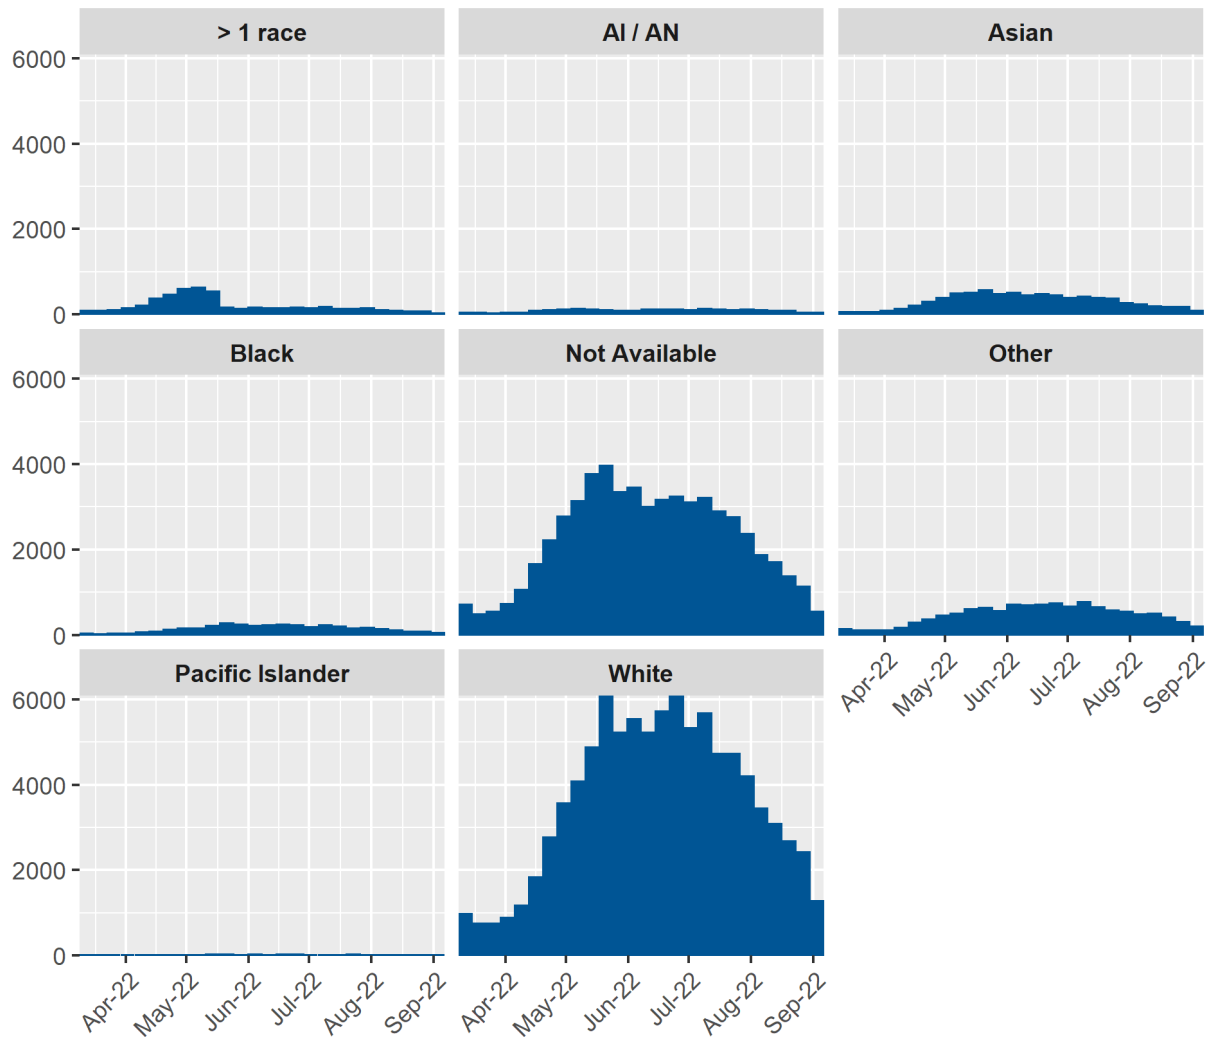 > 1 race
AI / AN
Asian
6000
4000
2000
0
Black
Not Available
Other
6000
4000
2000
0
Apr-22
May-22
Jun-22
Jul-22
Aug-22
Sep-22
Pacific Islander
White
6000
4000
2000
0
Apr-22
May-22
Jun-22
Jul-22
Aug-22
Sep-22
Apr-22
May-22
Jun-22
Jul-22
Aug-22
Sep-22